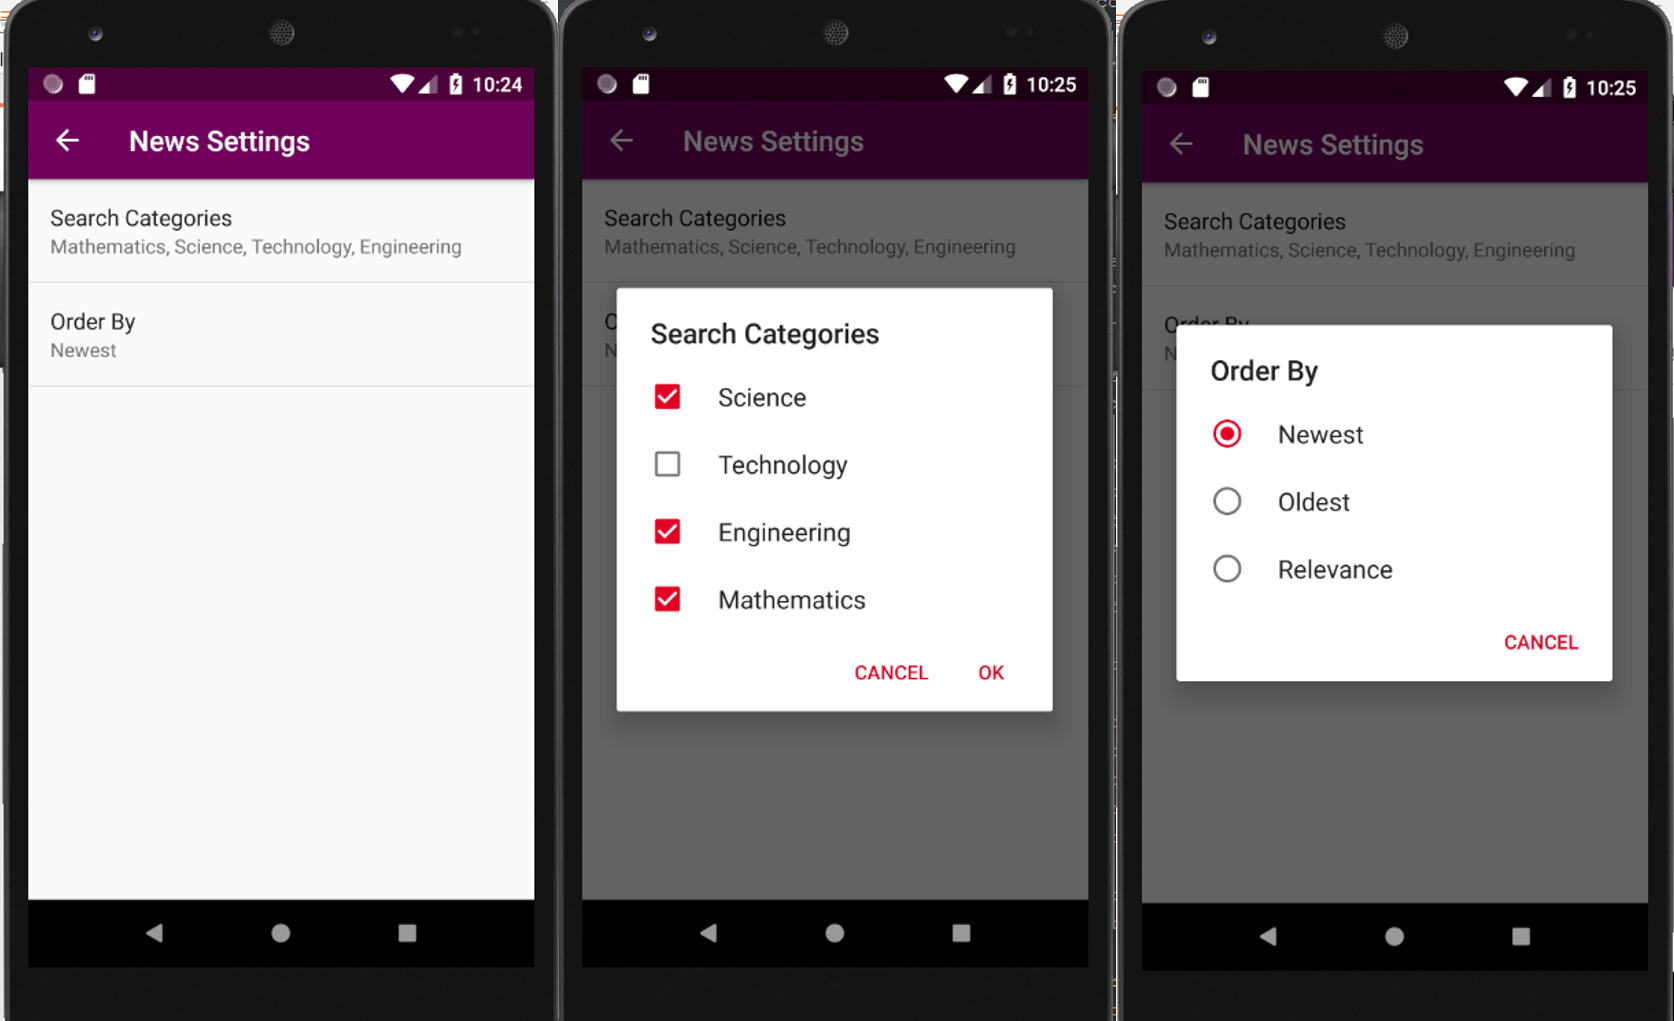 10:24
News Settings
Search Categories
Mathematics, Science, Technology, Engineering
Order By
Newest
10:25
News Settings
Search Categories
Mathematics, Science, Technology, Engineering
Search Categories
Science
Technology
Engineering
Mathematics
CANCEL OK
10:25
News Settings
Search Categories
Mathematics, Science, Technology, Engineering
Order By
Order By
Newest
Oldest
Relevance
CANCEL